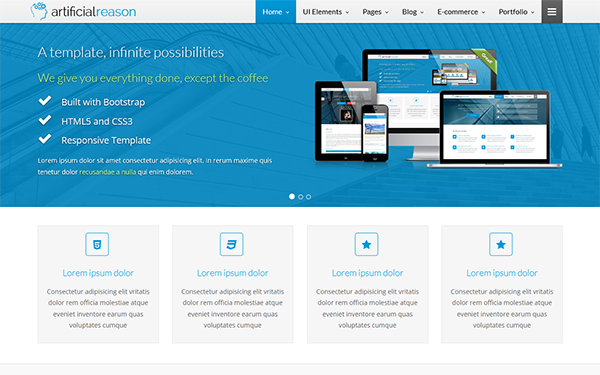 artificialreason
Home UI Elements Pages Blog E-commerce Portfolio
A template, infinite possibilities
We give you everything done, except the coffee
Built with Bootstrap
HTML5 and CSS3
Responsive Template
Lorem ipsum dolor sit amet consectetur adipisicing elit. in rerum maxime quis
tenetur dolor recusandae a nulla qui enim dolorem.
Lorem ipsum dolor
Consectetur adipisicing elit vritatis
dolor rem officia molestiae atque
eveniet inventore earum quas
voluptates cumque
Lorem ipsum dolor
Consectetur adipisicing elit vritatis
dolor rem officia molestiae atque
eveniet inventore earum quas
voluptates cumque
Lorem ipsum dolor
Consectetur adipisicing elit vritatis
dolor rem officia molestiae atque
eveniet inventore earum quas
voluptates cumque
Lorem ipsum dolor
Consectetur adipisicing elit vritatis
dolor rem officia molestiae atque
eveniet inventore earum quas
voluptates cumque